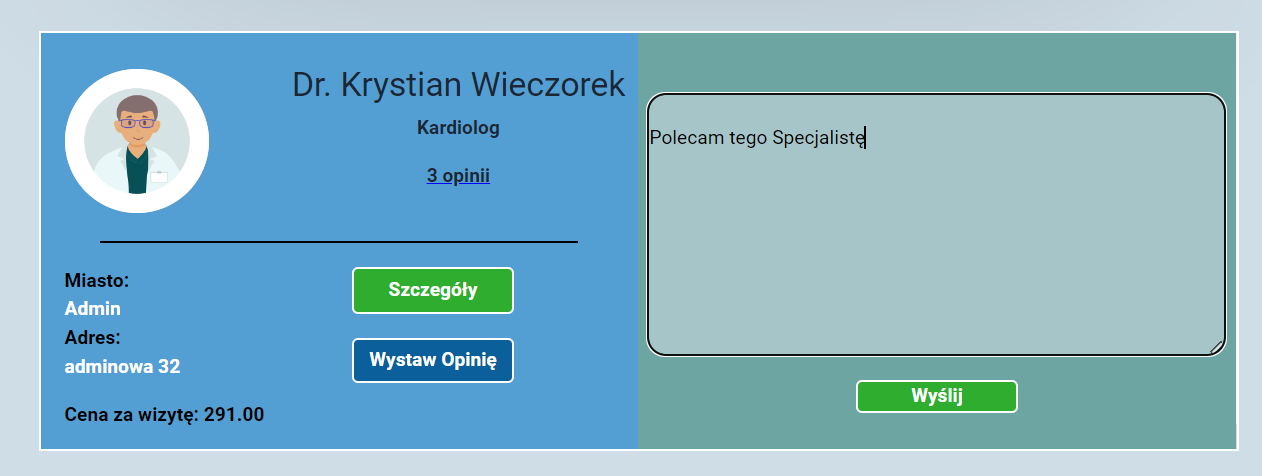 Dr. Krystian Wieczorek
Kardiolog
3 opinii
Miasto:
Admin
Adres:
adminowa 32
Cena za wizytę: 291.00
Szczegóły
Wystaw Opinię
Polecam tego Specjalistę
Wyślij